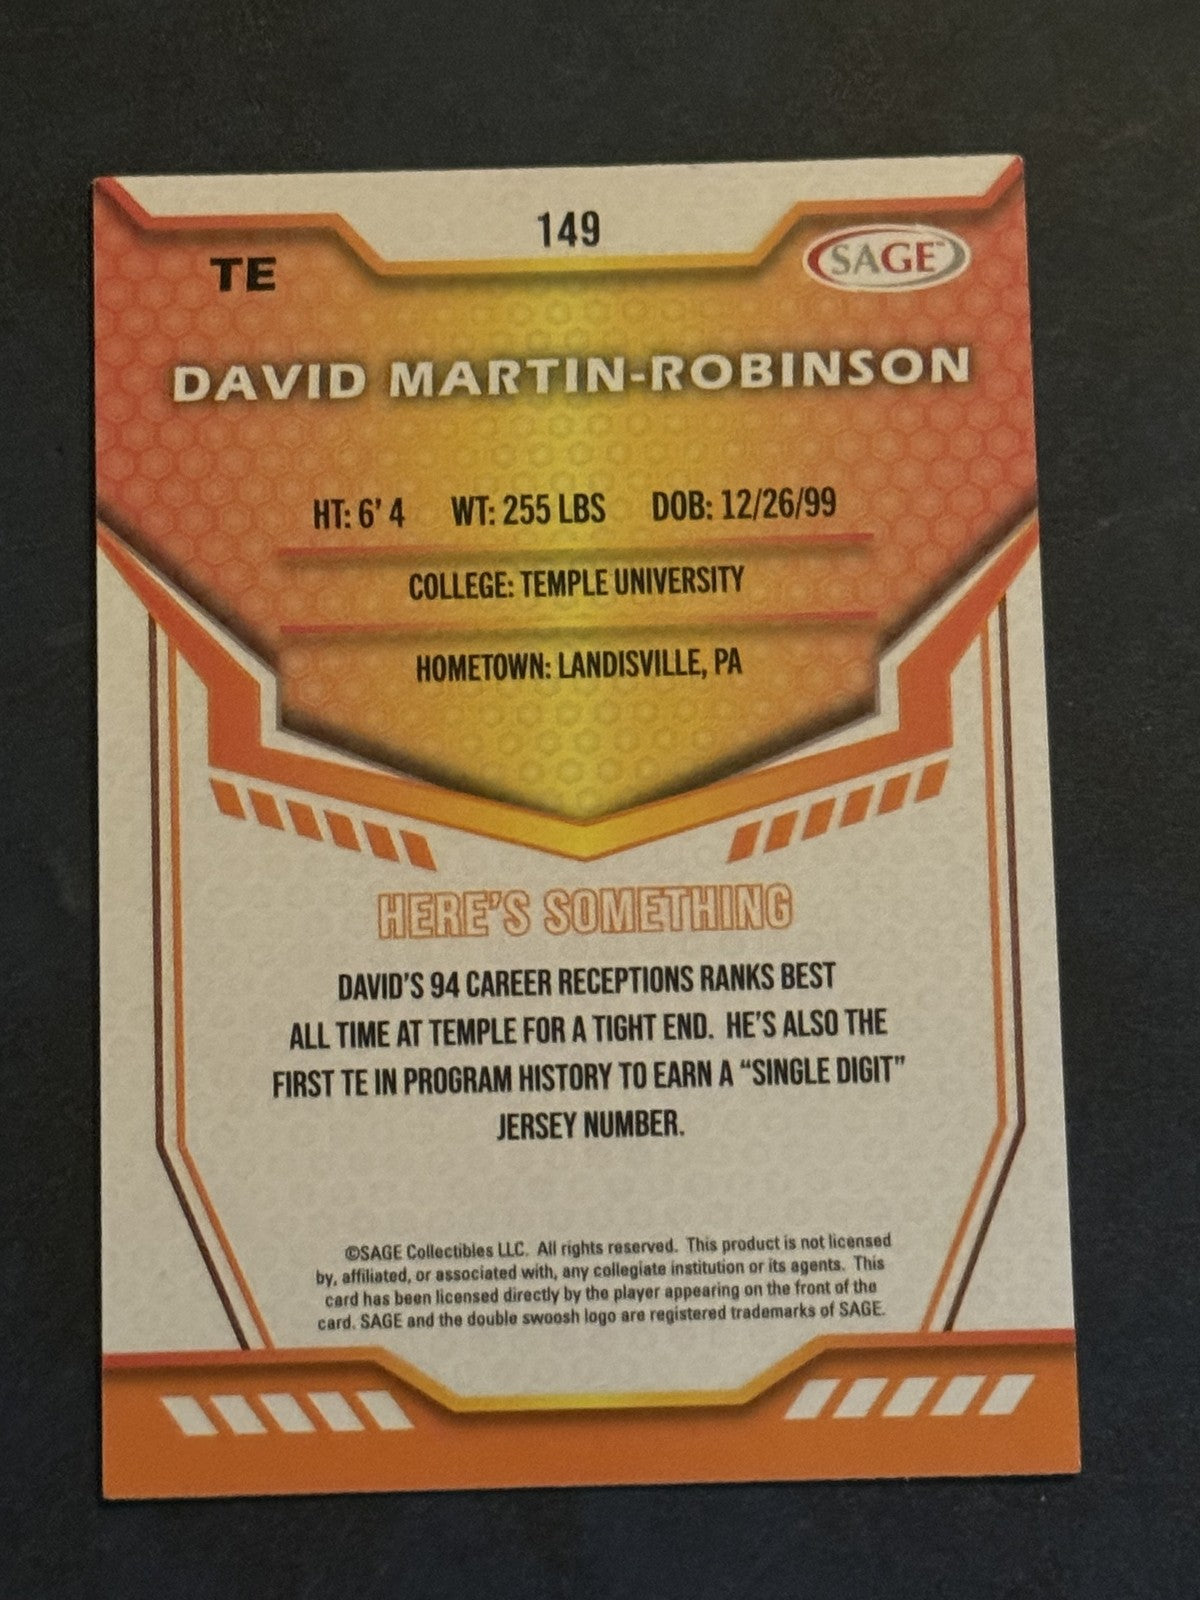 149
TE
SAGE™
DAVID MARTIN-ROBINSON
HT: 6' 4 WT: 255 LBS DOB: 12/26/99
COLLEGE: TEMPLE UNIVERSITY
HOMETOWN: LANDISVILLE, PA
HERE'S SOMETHING
DAVID'S 94 CAREER RECEPTIONS RANKS BEST
ALL TIME AT TEMPLE FOR A TIGHT END. HE'S ALSO THE
FIRST TE IN PROGRAM HISTORY TO EARN A “SINGLE DIGIT”
JERSEY NUMBER.
©SAGE Collectibles LLC. All rights reserved. This product is not licensed
by, affiliated, or associated with, any collegiate institution or its agents. This
card has been licensed directly by the player appearing on the front of the
card. SAGE and the double swoosh logo are registered trademarks of SAGE.